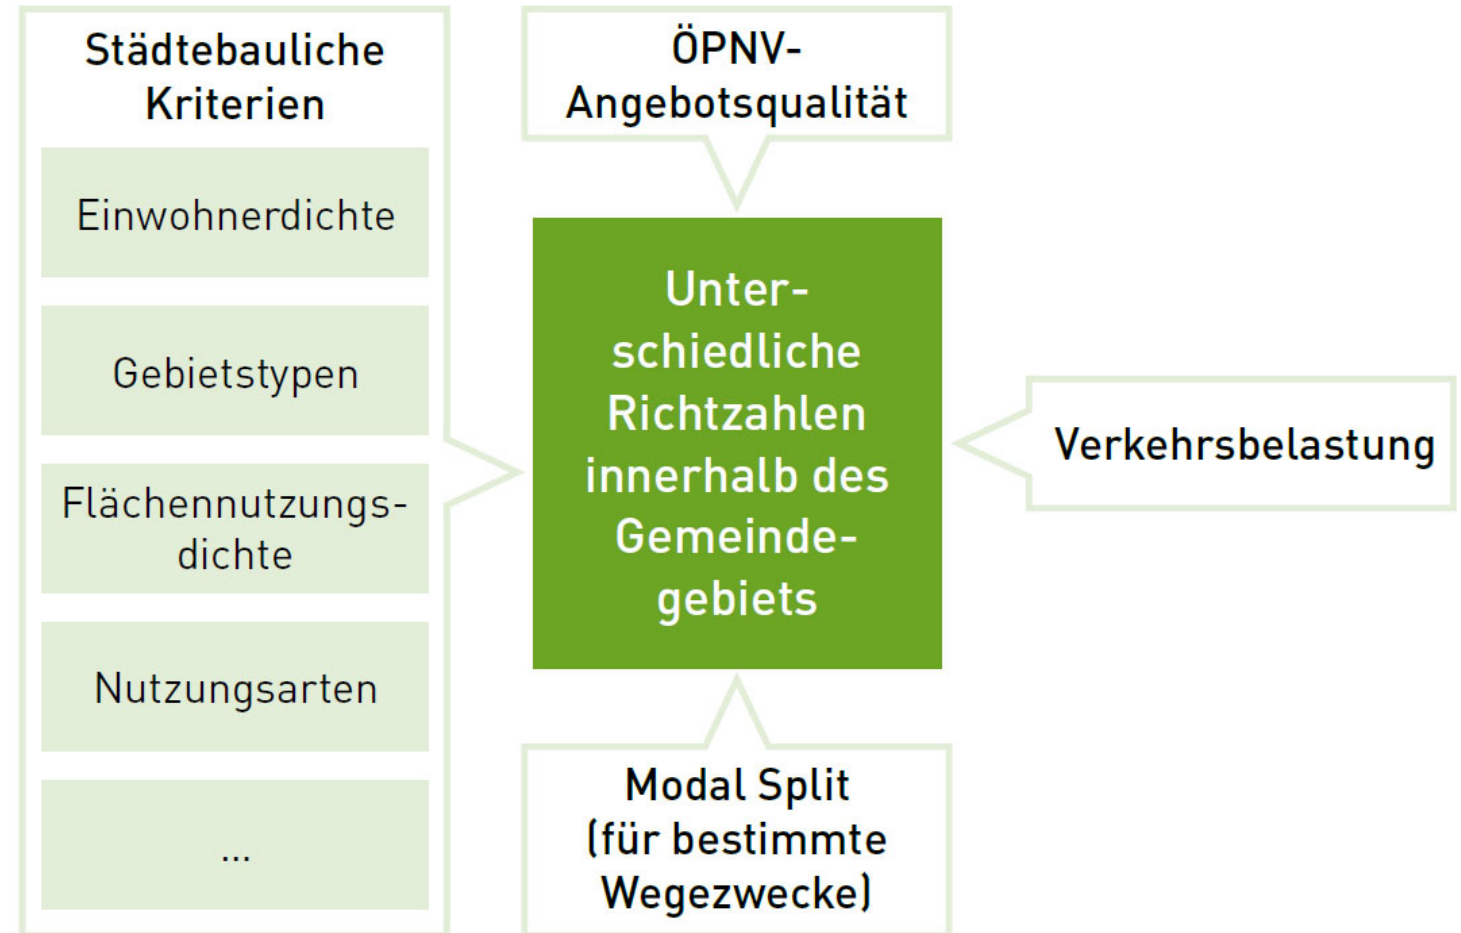 Städtebauliche
Kriterien
Einwohnerdichte
Gebietstypen
Flächennutzungs-
dichte
Nutzungsarten
...
ÖPNV-
Angebotsqualität
Unter-
schiedliche
Richtzahlen
innerhalb des
Gemeinde-
gebiets
Modal Split
(für bestimmte
Wegezwecke)
Verkehrsbelastung